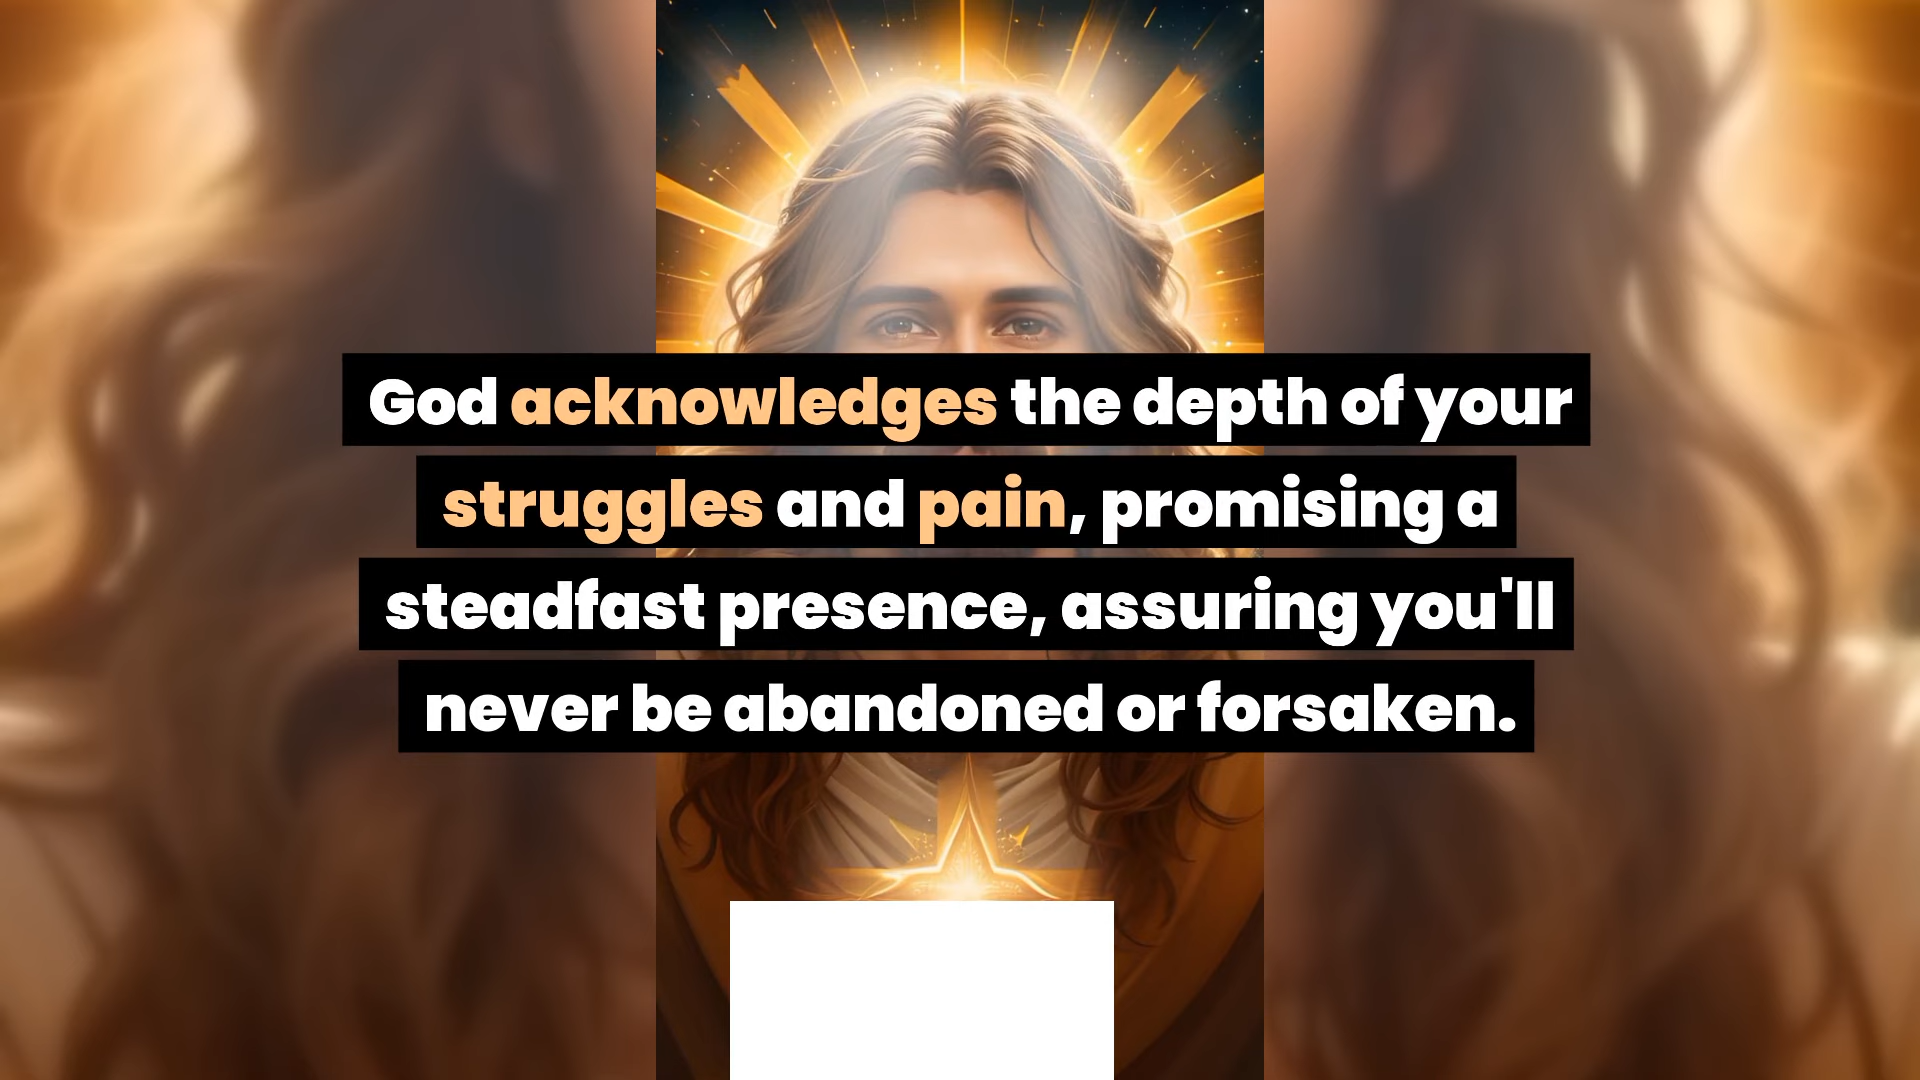 God acknowledges the depth of your
struggles and pain, promising a
steadfast presence, assuring you'll
never be abandoned or forsaken.